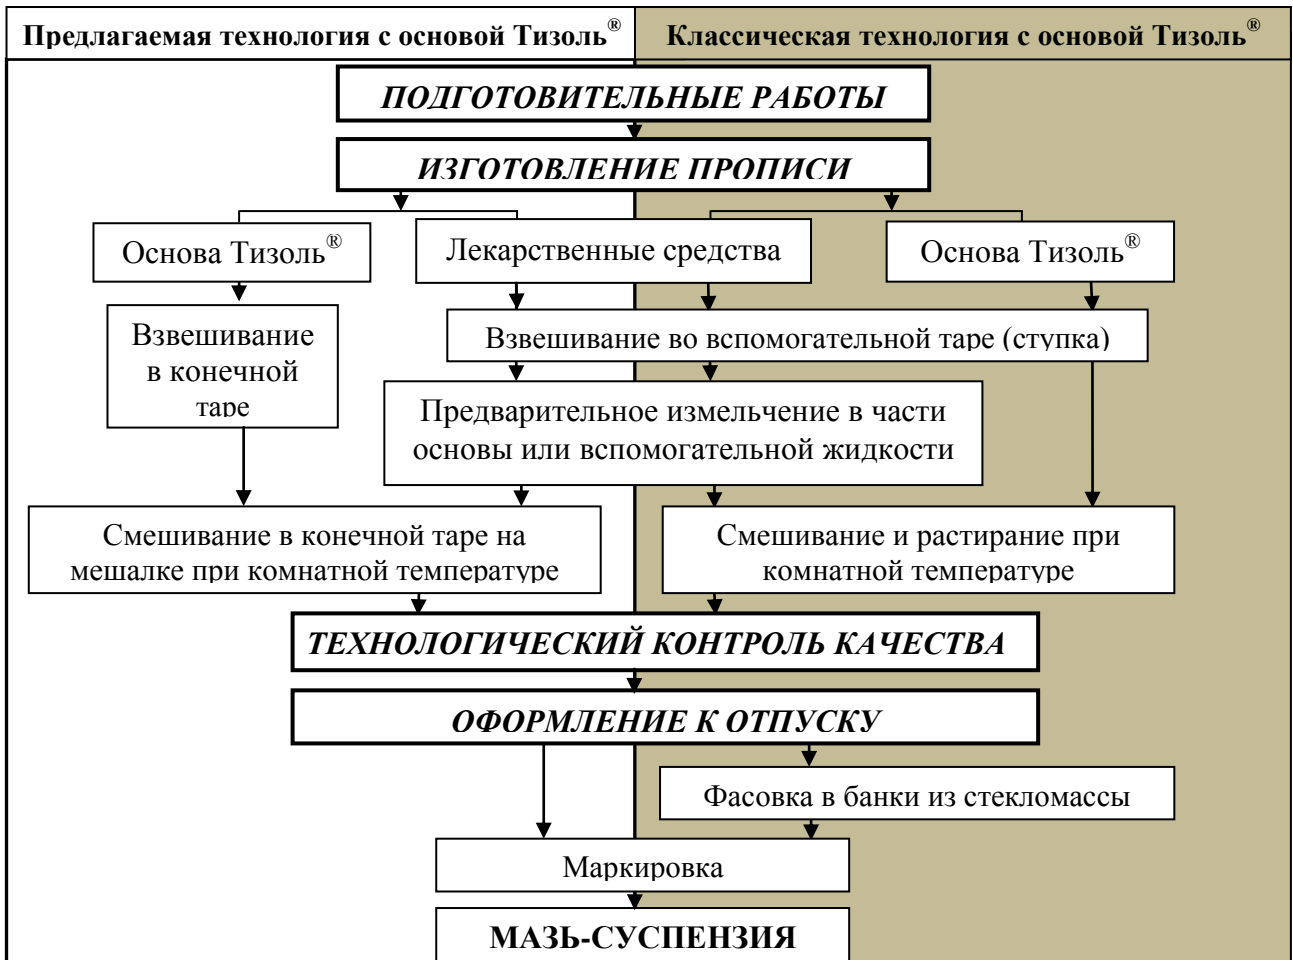 Предлагаемая технология с основой Тизоль®
Классическая технология с основой Тизоль®
ПОДГОТОВИТЕЛЬНЫЕ РАБОТЫ
ИЗГОТОВЛЕНИЕ ПРОПИСИ
Основа Тизоль®
Лекарственные средства
Основа Тизоль®
Взвешивание
в конечной
таре
Взвешивание во вспомогательной таре (ступка)
Предварительное измельчение в части
основы или вспомогательной жидкости
Смешивание в конечной таре на
мешалке при комнатной температуре
Смешивание и растирание при
комнатной температуре
ТЕХНОЛОГИЧЕСКИЙ КОНТРОЛЬ КАЧЕСТВА
ОФОРМЛЕНИЕ К ОТПУСКУ
Фасовка в банки из стекломассы
Маркировка
МАЗЬ-СУСПЕНЗИЯ